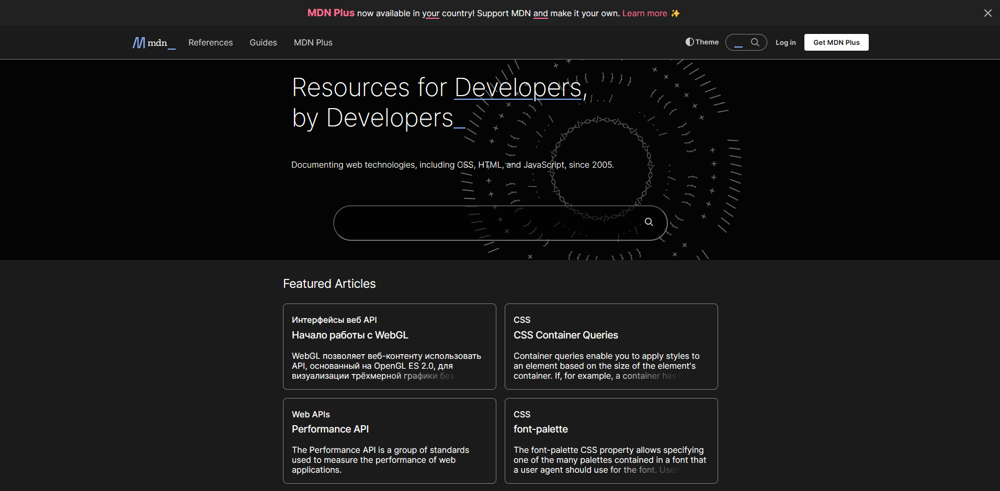 MDN Plus now available in your country! Support MDN and make it your own. Learn more ✨
mdn_
References Guides MDN Plus
Theme
Log in
Get MDN Plus
Resources for Developers,
by Developers_
Documenting web technologies, including CSS, HTML, and JavaScript, since 2005.
Featured Articles
Интерфейсы веб API
Начало работы с WebGL
WebGL позволяет веб-контенту использовать
API, основанный на OpenGL ES 2.0, для
визуализации трёхмерной графики без
CSS
CSS Container Queries
Container queries enable you to apply styles to
an element based on the size of the element's
container. If, for example, a container has
Web APIs
Performance API
The Performance API is a group of standards
used to measure the performance of web
applications.
CSS
font-palette
The font-palette CSS property allows specifying
one of the many palettes contained in a font that
a user agent should use for the font. Users